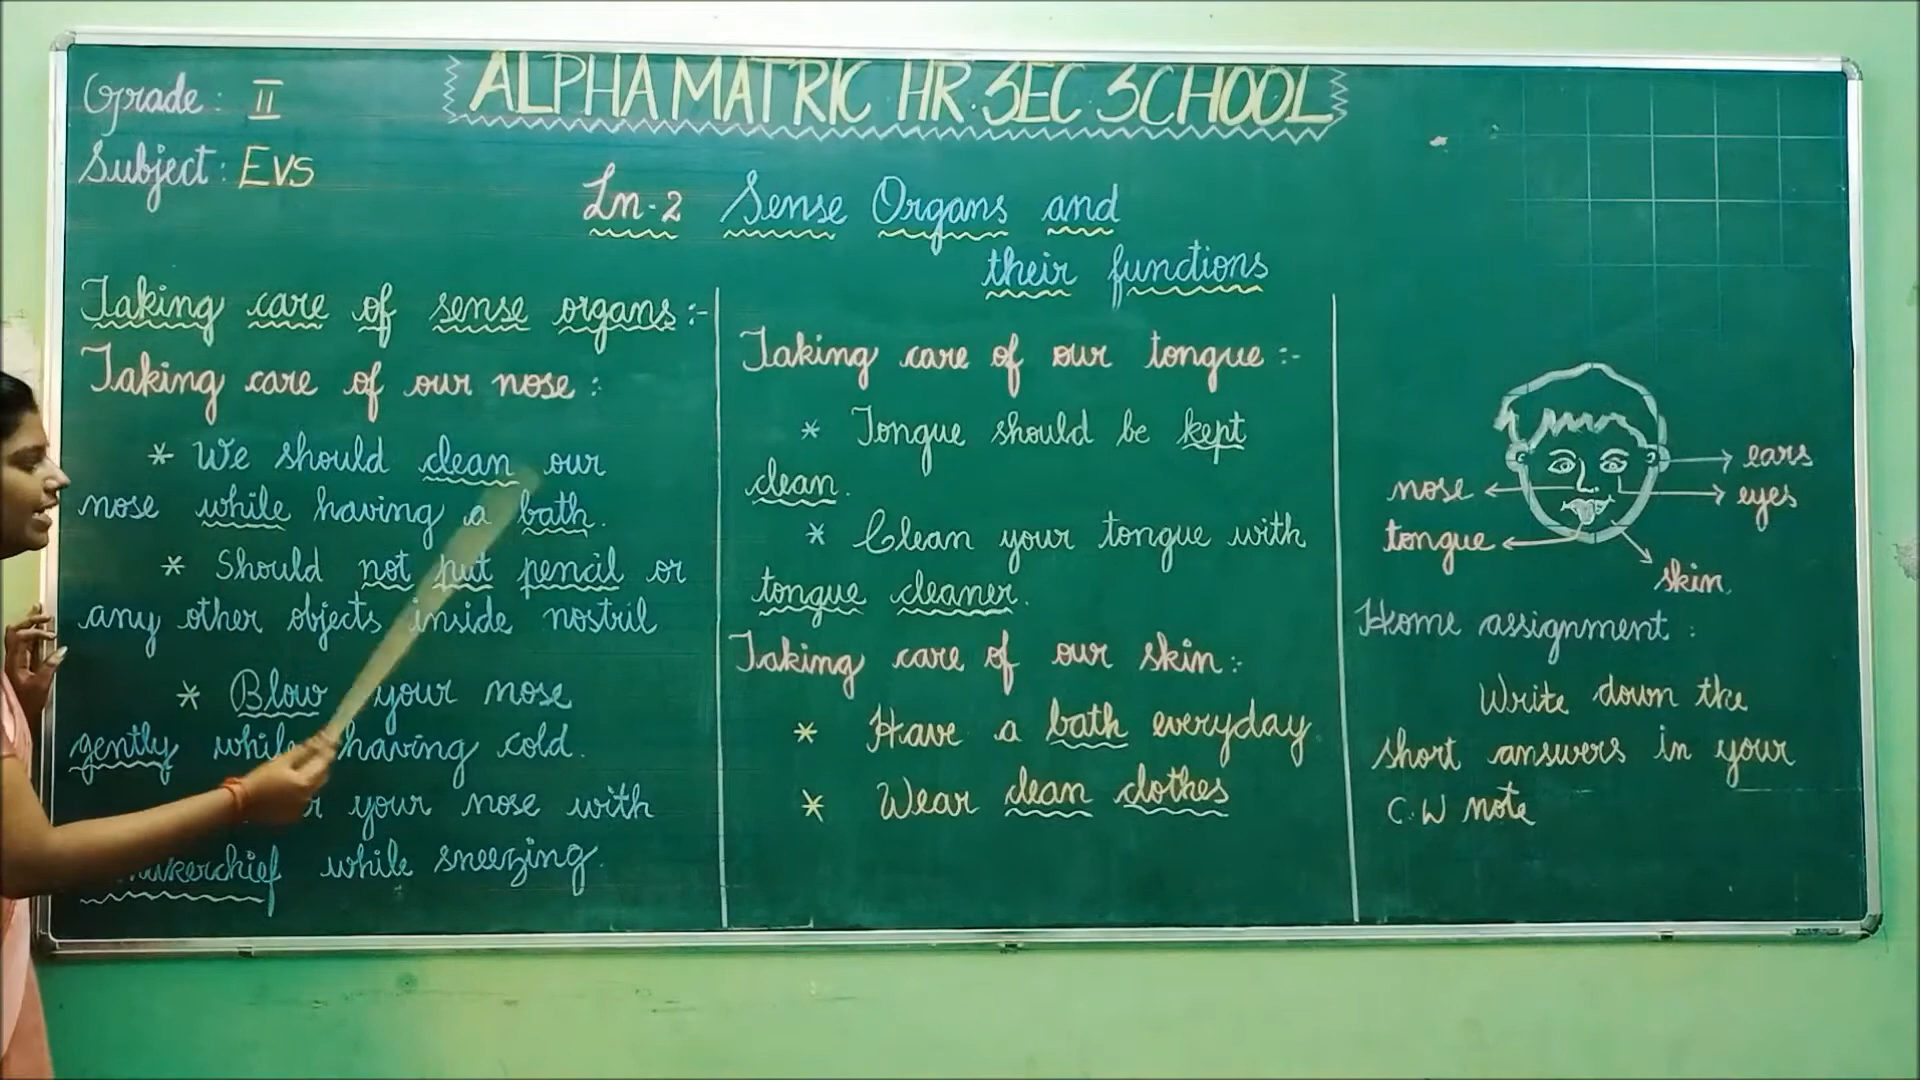 ALPHA MATRIC HR. SEC. SCHOOL
Grade : II
Subject : EVS
Ln-2 Sense Organs and
their functions
Taking care of sense organs :-
Taking care of our nose :
* We should clean our
nose while having a bath.
* Should not put pencil or
any other objects inside nostril
* Blow your nose
gently while having cold.
your nose with
while sneezing.
Taking care of our tongue :-
* Tongue should be kept
clean.
* Clean your tongue with
tongue cleaner.
Taking care of our skin :-
* Have a bath everyday
* Wear clean clothes
ears
nose
eyes
tongue
skin
Home assignment :
Write down the
short answers in your
C.W note